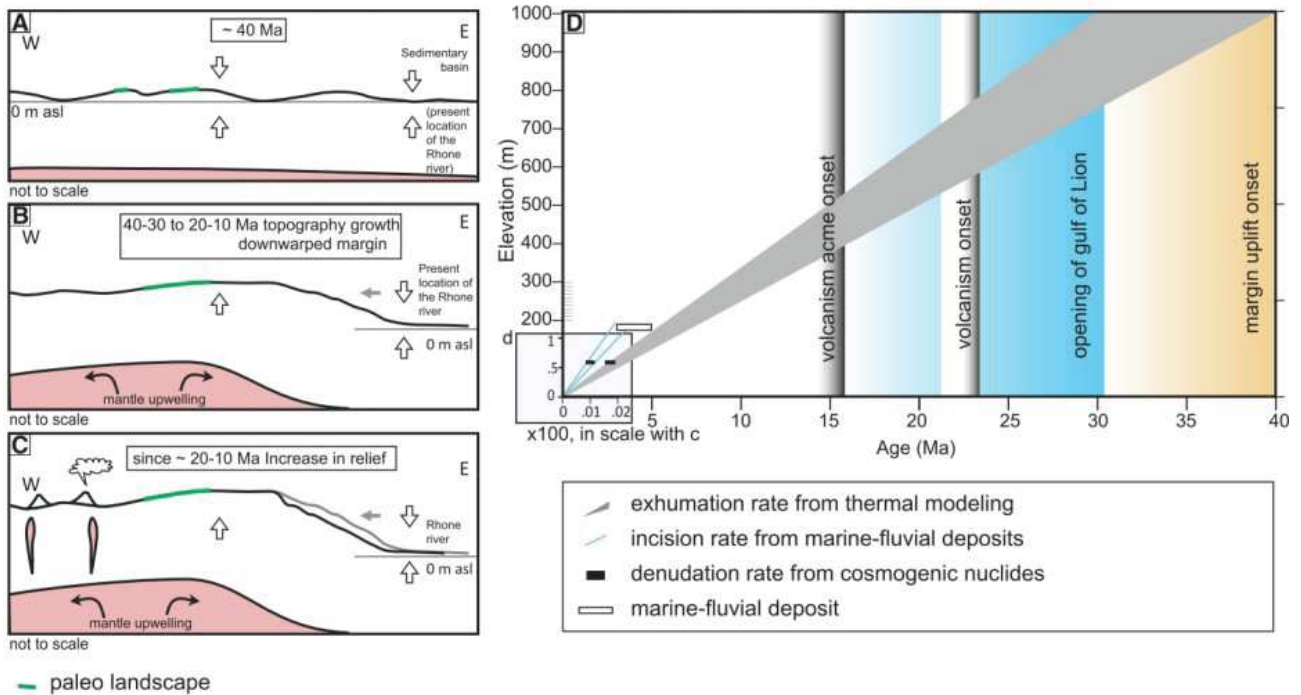 A
W
~ 40 Ma
E
Sedimentary
basin
0 m asl
(present
location
of the
Rhone
river)
not to scale
B
W
40-30 to 20-10 Ma topography growth
downwarped margin
E
Present
location of
the Rhone
river
0 m asl
mantle upwelling
not to scale
C
since ~ 20-10 Ma Increase in relief
W
E
Rhone
river
0 m asl
mantle upwelling
not to scale
paleo landscape
D
Elevation (m)
1000
900
800
700
600
500
400
300
200
d
1
.5
0
0 .01 .02
x100, in scale with c
5 10 15 20 25 30 35 40
Age (Ma)
volcanism acme onset
volcanism onset
opening of gulf of Lion
margin uplift onset
exhumation rate from thermal modeling
incision rate from marine-fluvial deposits
denudation rate from cosmogenic nuclides
marine-fluvial deposit